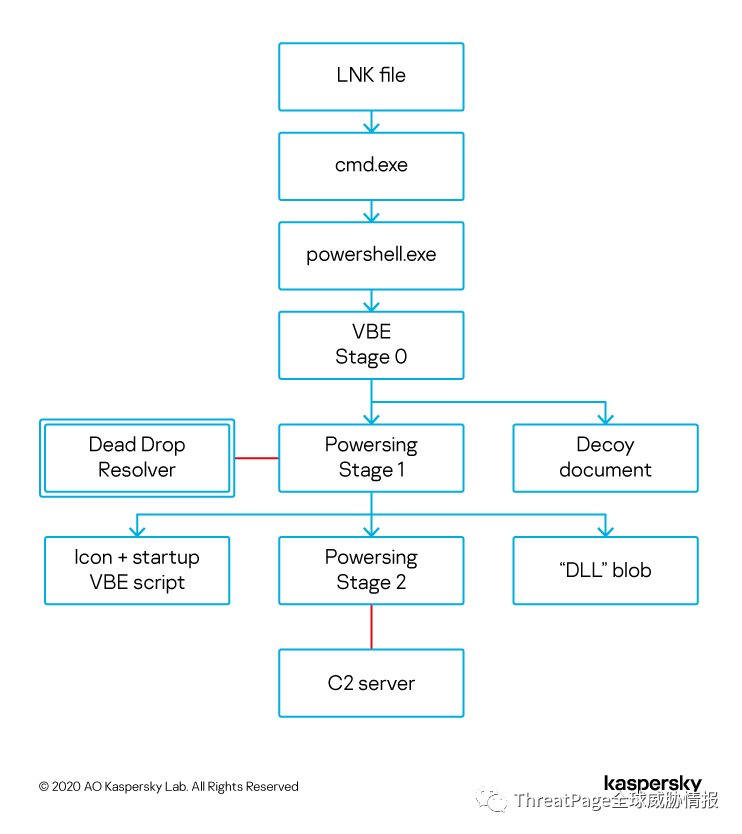 LNK file
cmd.exe
powershell.exe
VBE
Stage 0
Dead Drop
Resolver
Powersing
Stage 1
Decoy
document
Icon + startup
VBE script
Powersing
Stage 2
“DLL” blob
C2 server
© 2020 AO Kaspersky Lab. All Rights Reserved
kaspersky
ThreatPage全球威胁情报